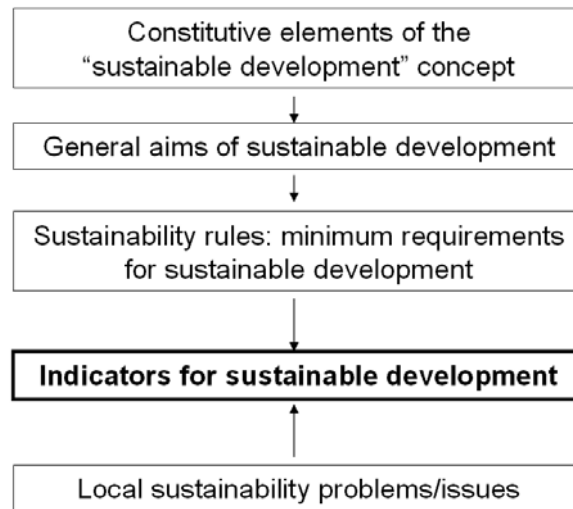 Constitutive elements of the
“sustainable development” concept
General aims of sustainable development
Sustainability rules: minimum requirements
for sustainable development
Indicators for sustainable development
Local sustainability problems/issues